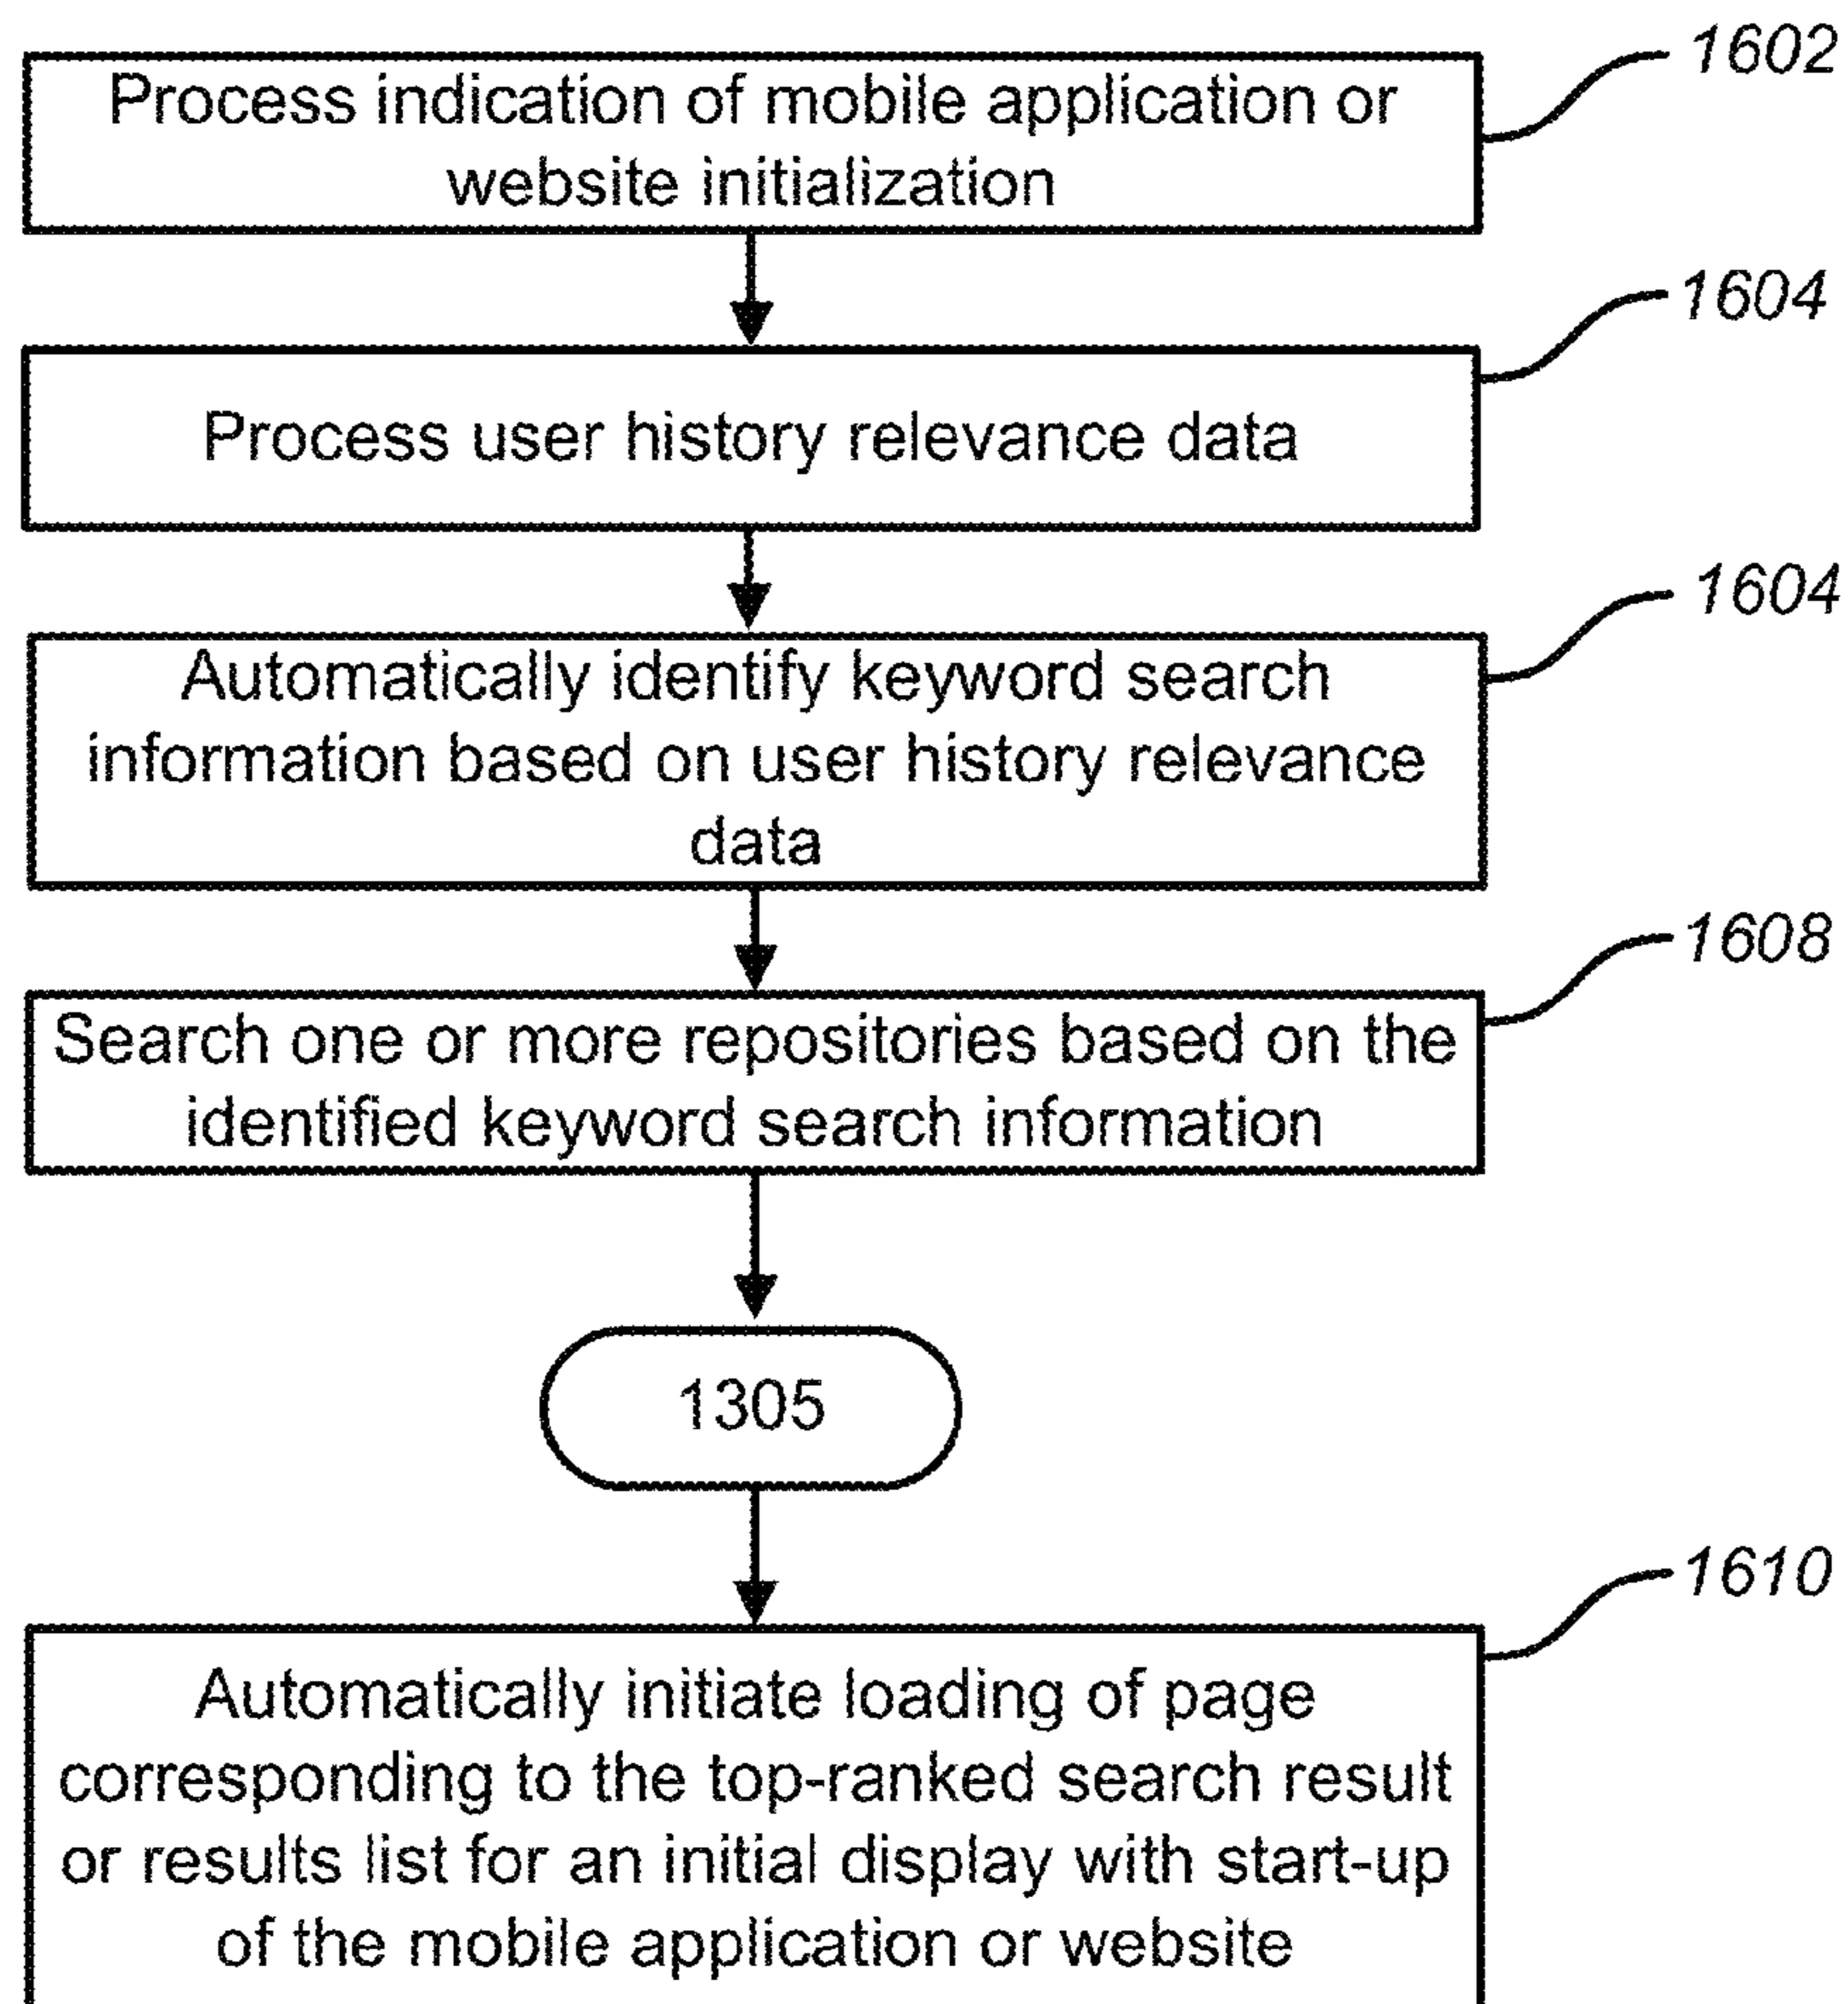 1602
Process indication of mobile application or
website initialization
1604
Process user history relevance data
1604
Automatically identify keyword search
information based on user history relevance
data
1608
Search one or more repositories based on the
identified keyword search information
1305
1610
Automatically initiate loading of page
corresponding to the top-ranked search result
or results list for an initial display with start-up
of the mobile application or website